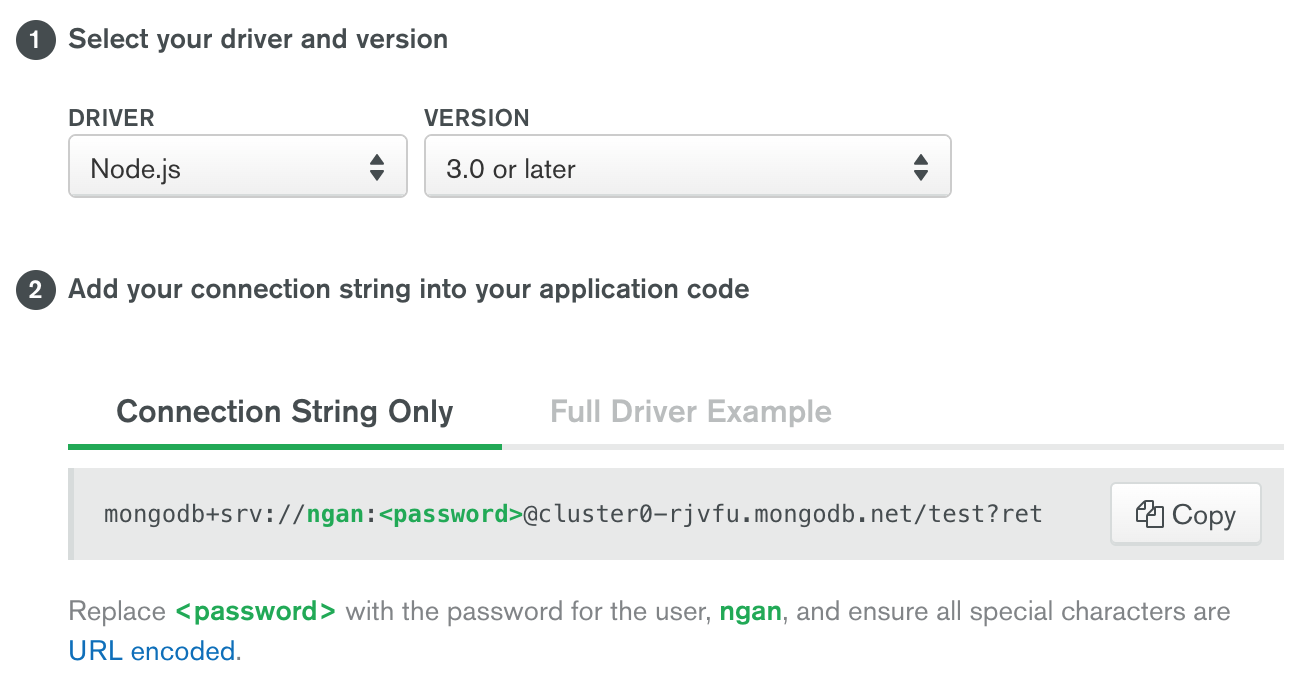 1 Select your driver and version
DRIVER VERSION
Node.js 3.0 or later
2 Add your connection string into your application code
Connection String Only Full Driver Example
mongodb+srv://ngan:<password>@cluster0-rjvfu.mongodb.net/test?ret Copy
Replace <password> with the password for the user, ngan, and ensure all special characters are
URL encoded.